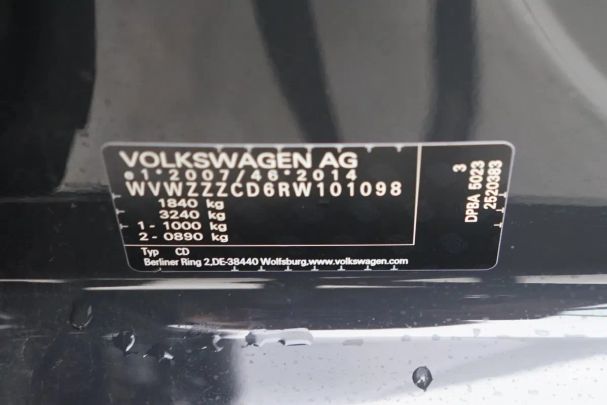 VOLKSWAGEN AG
e1*2007/46*2014
WVWZZZCD6RW101098
1840 kg
3240 kg
1 - 1000 kg
2 - 0890 kg
Typ CD
Berliner Ring 2,DE-38440 Wolfsburg,www.volkswagen.com
3
DPBA 5023
2520383